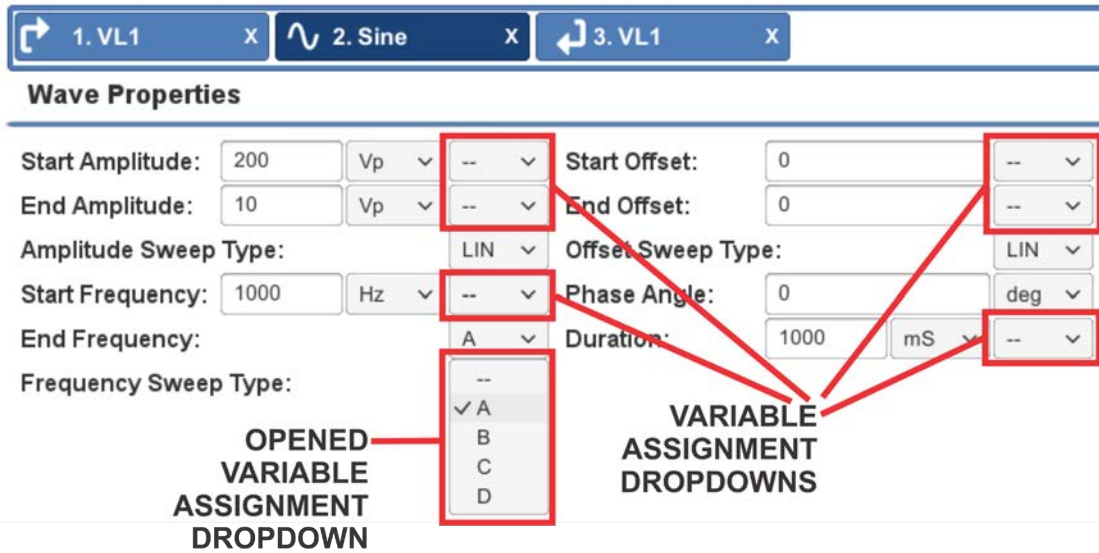 1. VL1 x 2. Sine x 3. VL1 x
Wave Properties
Start Amplitude: 200 Vp -- Start Offset: 0 --
End Amplitude: 10 Vp -- End Offset: 0 --
Amplitude Sweep Type: LIN Offset Sweep Type: LIN
Start Frequency: 1000 Hz -- Phase Angle: 0 deg
End Frequency: A Duration: 1000 mS --
Frequency Sweep Type:
--
A
B
C
D
OPENED
VARIABLE
ASSIGNMENT
DROPDOWN
VARIABLE
ASSIGNMENT
DROPDOWNS